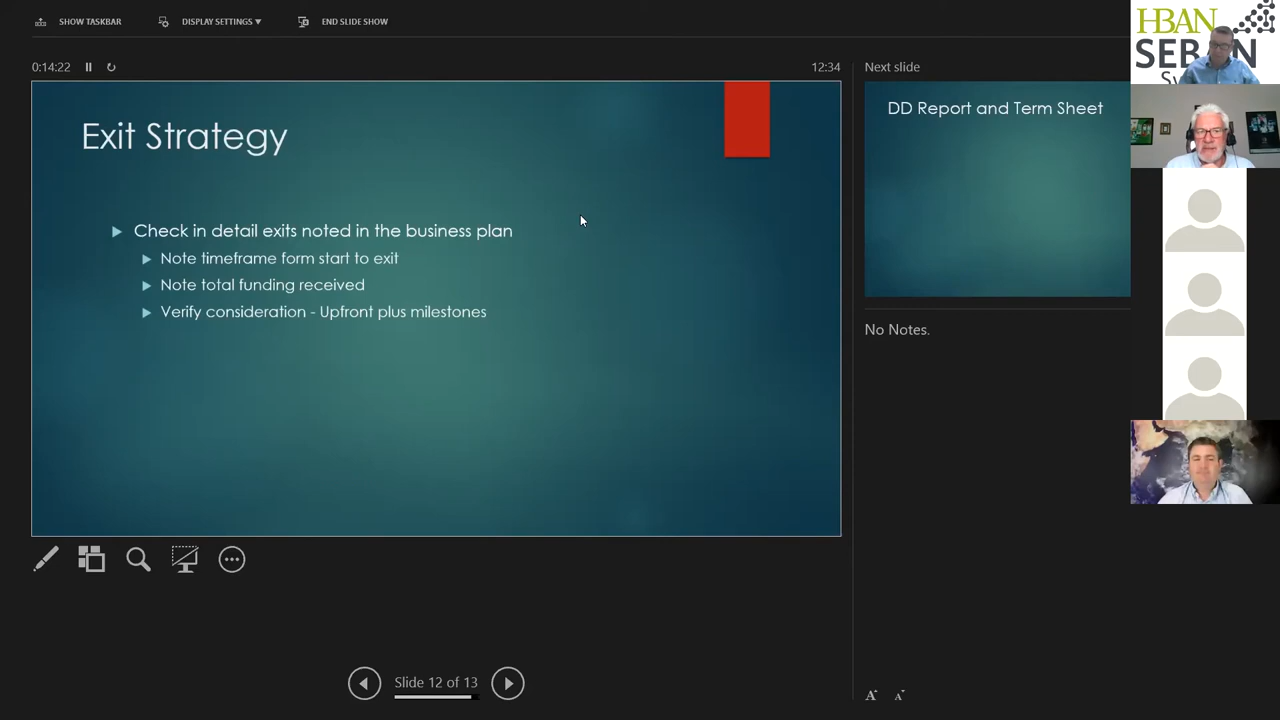 SHOW TASKBAR
DISPLAY SETTINGS ▼
END SLIDE SHOW
0:14:22
12:34
Exit Strategy
Check in detail exits noted in the business plan
Note timeframe form start to exit
Note total funding received
Verify consideration - Upfront plus milestones
Next slide
DD Report and Term Sheet
No Notes.
Slide 12 of 13
A
A
HBAN